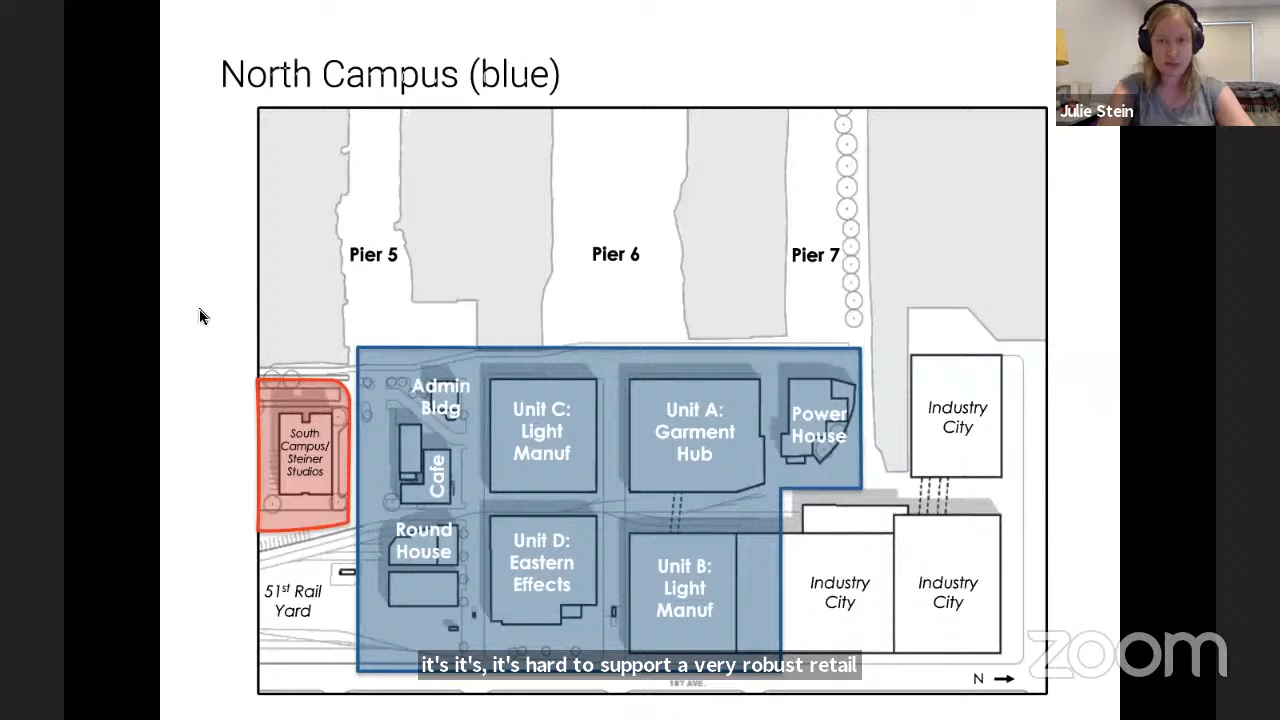 North Campus (blue)
Julie Stein
Pier 5
Pier 6
Pier 7
Admin
Bldg
Unit C:
Light
Manuf
Unit A:
Garment
Hub
Power
House
Industry
City
South
Campus/
Steiner
Studios
Cafe
Round
House
Unit D:
Eastern
Effects
Unit B:
Light
Manuf
Industry
City
Industry
City
51st Rail
Yard
it's it's, it's hard to support a very robust retail
1ST AVE.
N
zoom